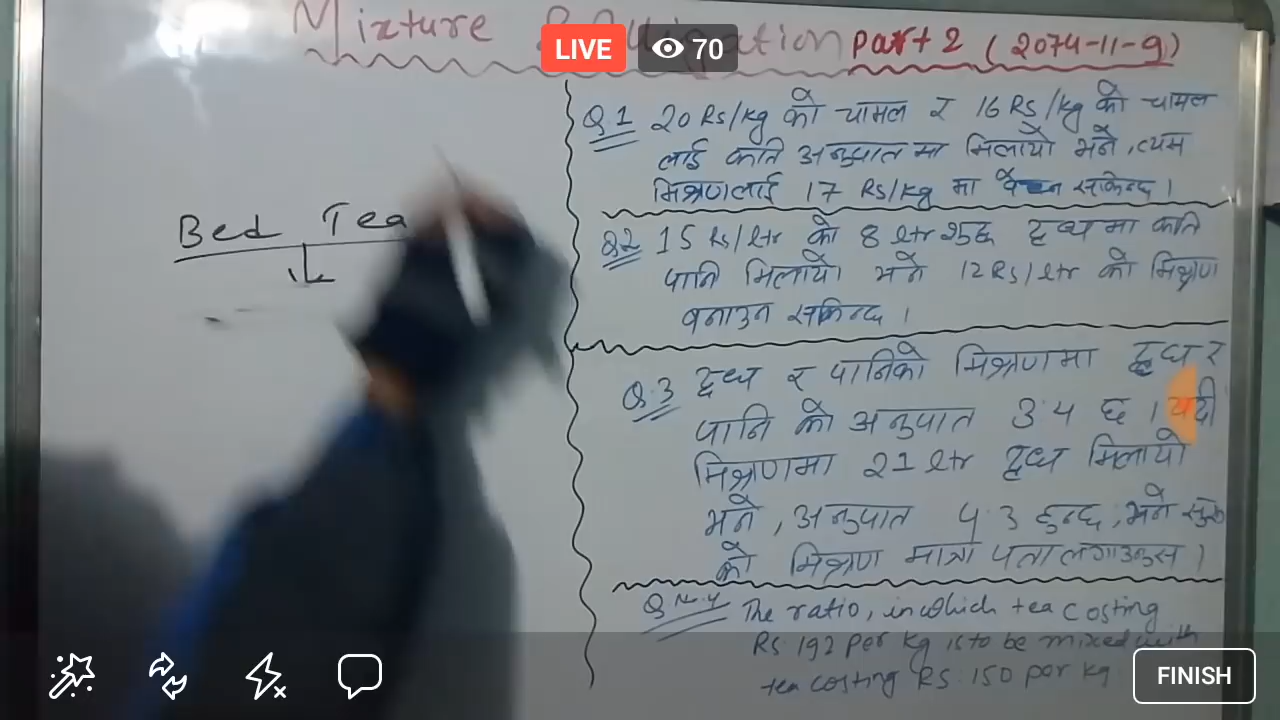 Mixture & Alligation Part 2 (2074-11-9)
LIVE 70
Bed Tea
Q.1 20 Rs/kg को चामल र 16 Rs/kg को चामल
लाई कति अनुपात मा मिलायो भने, त्यस
मिश्रणलाई 17 Rs/kg मा सकिन्छ।
Q2 15 Rs/ltr को 8 ltr शुद्ध दूधमा कति
पानि मिलायो भने 12 Rs/ltr को मिश्रण
बनाउन सकिन्छ।
Q.3 दूध र पानिको मिश्रणमा दूध र
पानि को अनुपात 3:4 छ। यदी
मिश्रणमा 21 ltr दूध मिलायो
भने, अनुपात 4:3 हुन्छ, भने सुरु
को मिश्रण मात्रा पता लगाउनुस।
Q No.4 The ratio, in which tea costing
Rs. 192 per kg is to be mixed with
tea costing Rs. 150 per kg
FINISH